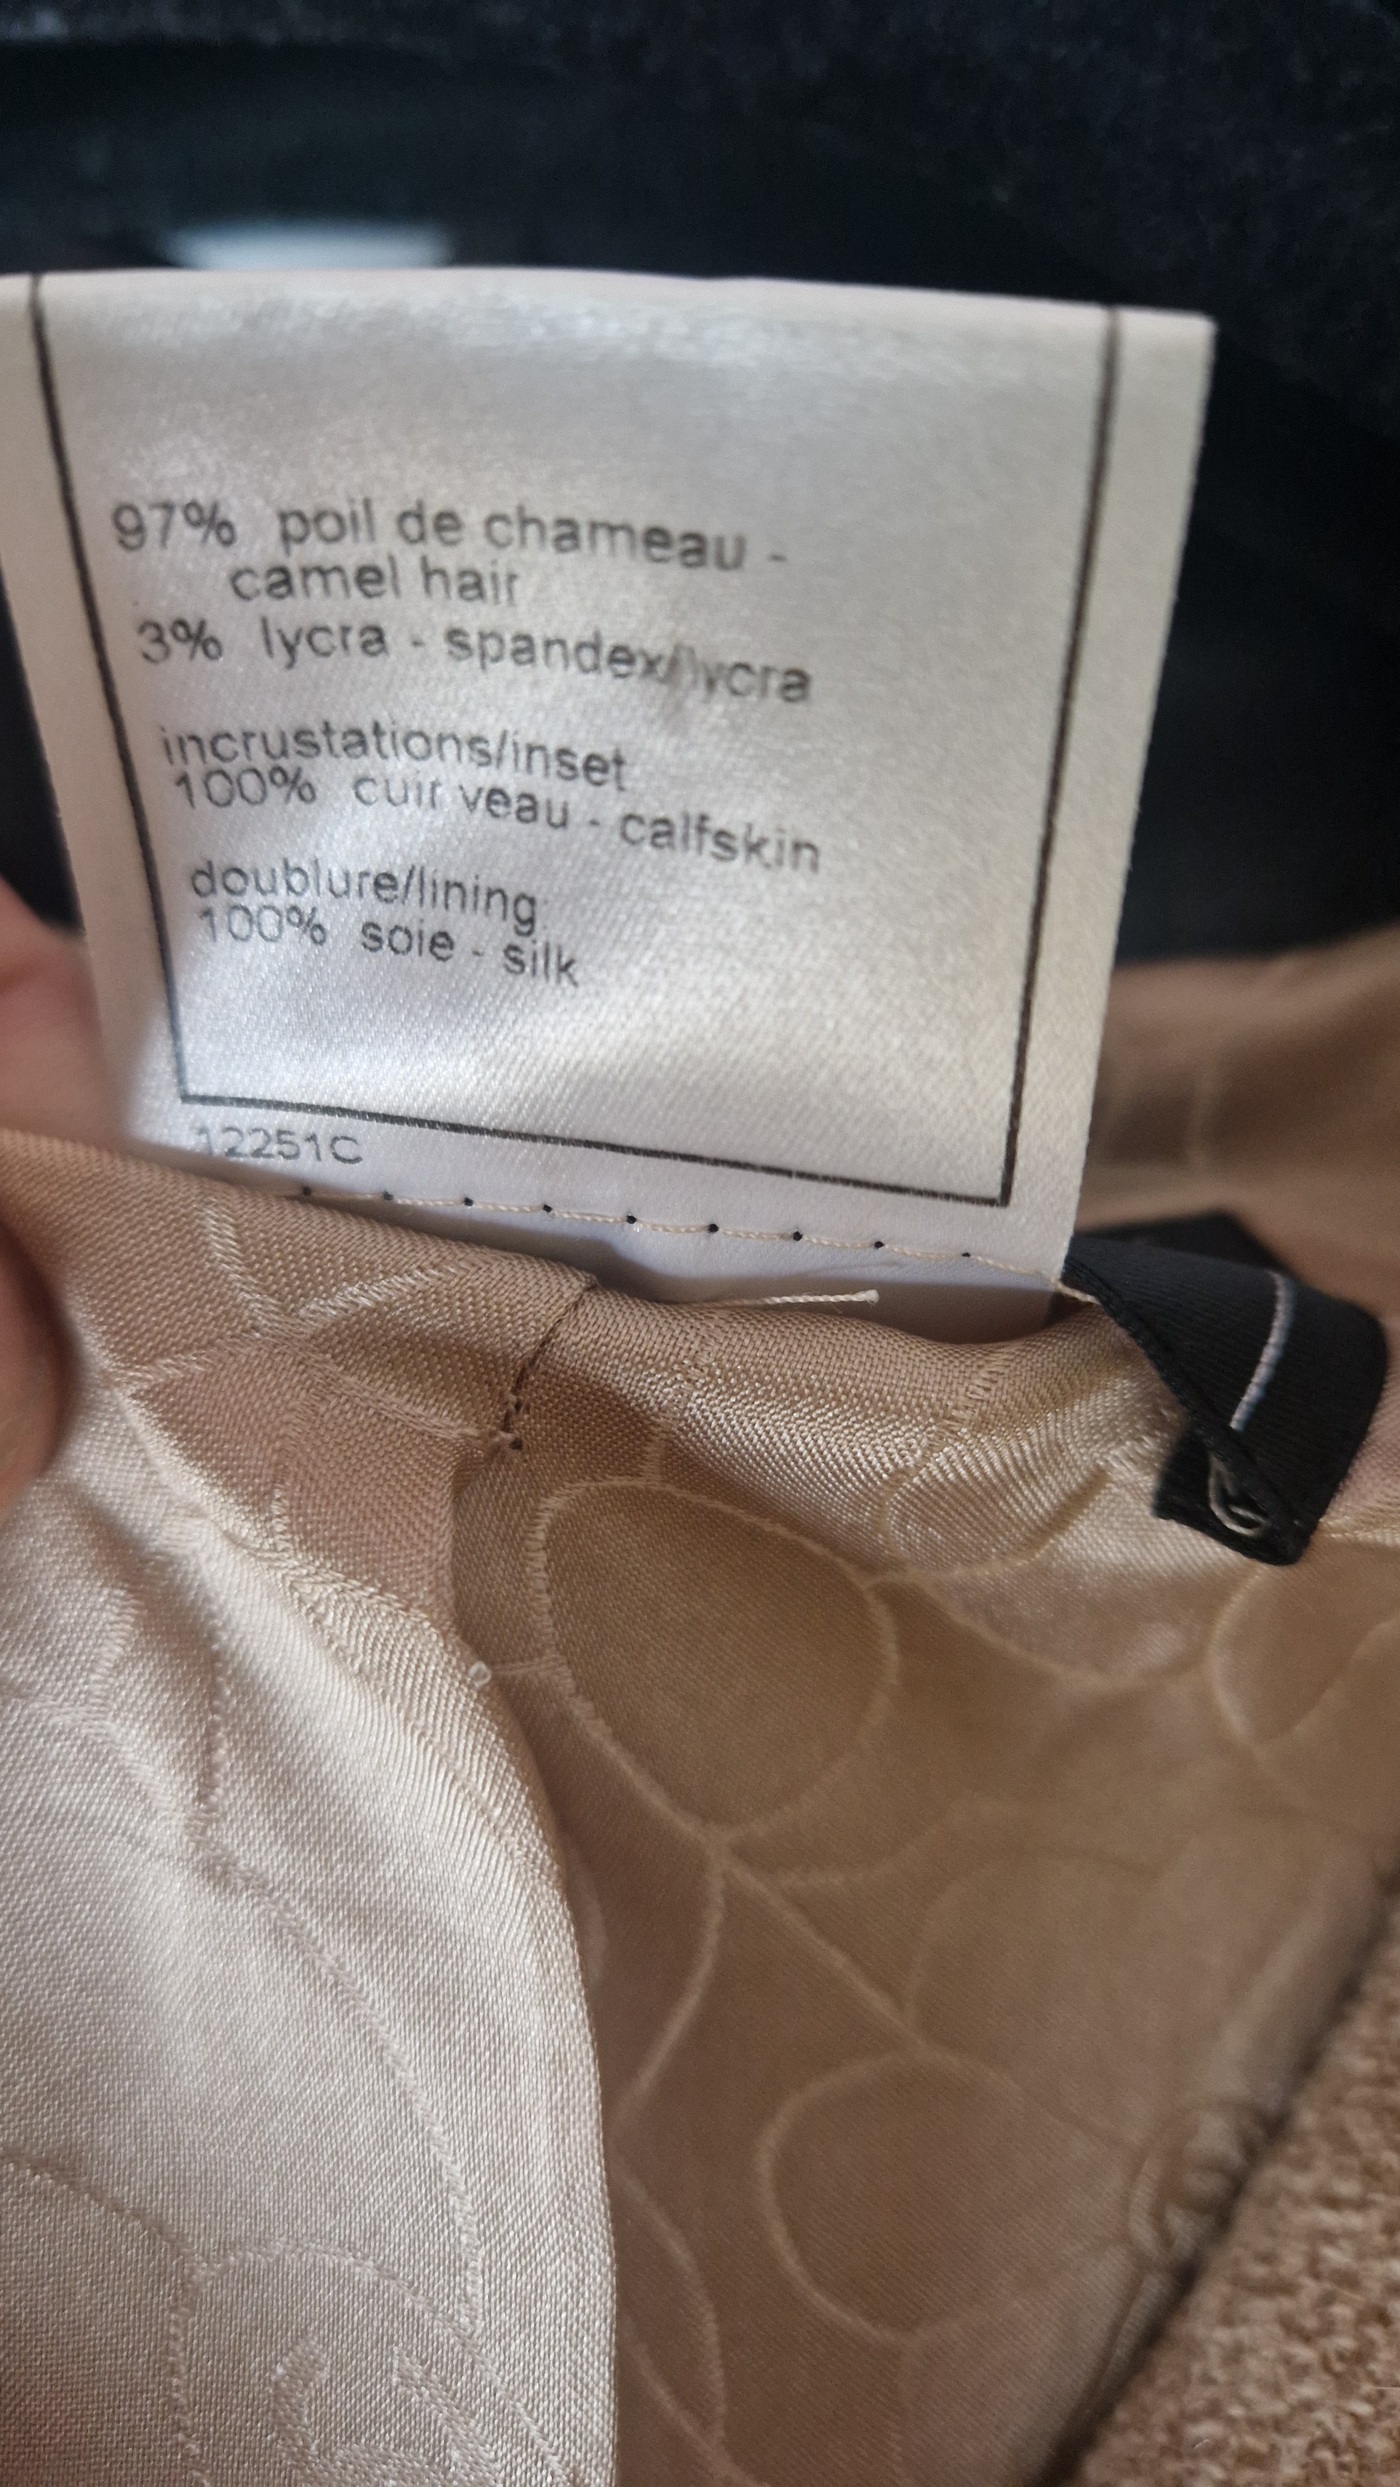 97% poil de chameau -
camel hair
3% lycra - spandex/lycra
incrustations/inset
100% cuir veau - calfskin
doublure/lining:
100% soie - silk
12251C